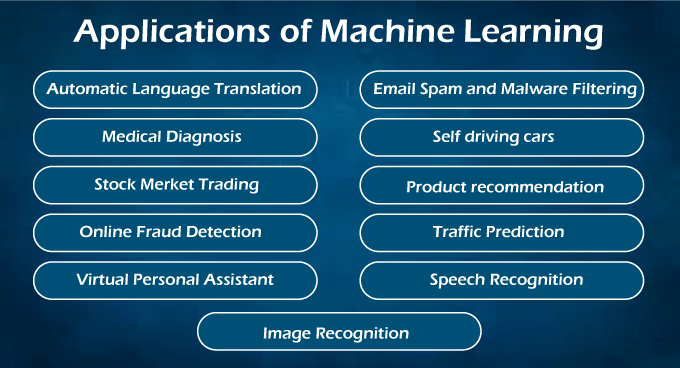 Applications of Machine Learning
Automatic Language Translation
Email Spam and Malware Filtering
Medical Diagnosis
Self driving cars
Stock Merket Trading
Product recommendation
Online Fraud Detection
Traffic Prediction
Virtual Personal Assistant
Speech Recognition
Image Recognition